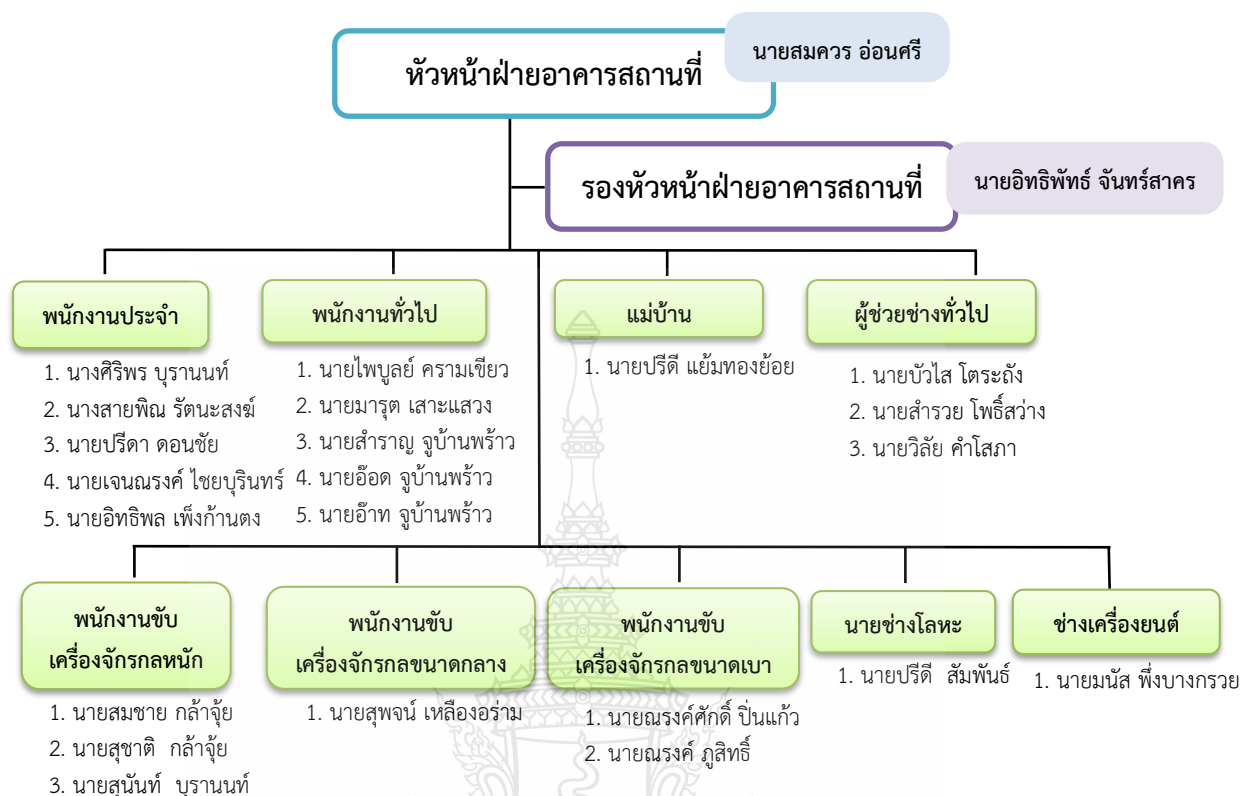 หัวหน้าฝ่ายอาคารสถานที่
นายสมควร อ่อนศรี
รองหัวหน้าฝ่ายอาคารสถานที่
นายอิทธิพัทธ์ จันทร์สาคร
พนักงานประจำ
1. นางศิริพร บุรานนท์
2. นางสายพิณ รัตนะสงฆ์
3. นายปรีดา ดอนชัย
4. นายเจนณรงค์ ไชยบุรินทร์
5. นายอิทธิพล เพ็งก้านตง
พนักงานทั่วไป
1. นายไพบูลย์ ครามเขียว
2. นายมารุต เสาะแสวง
3. นายสำราญ จูบ้านพร้าว
4. นายอ๊อด จูบ้านพร้าว
5. นายอ๊าท จูบ้านพร้าว
แม่บ้าน
1. นายปรีดี แย้มทองย้อย
ผู้ช่วยช่างทั่วไป
1. นายบัวไส โตระถัง
2. นายสำรวย โพธิ์สว่าง
3. นายวิลัย คำโสภา
พนักงานขับ
เครื่องจักรกลหนัก
1. นายสมชาย กล้าจุ้ย
2. นายสุชาติ กล้าจุ้ย
3. นายสุนันท์ บุรานนท์
พนักงานขับ
เครื่องจักรกลขนาดกลาง
1. นายสุพจน์ เหลืองอร่าม
พนักงานขับ
เครื่องจักรกลขนาดเบา
1. นายณรงค์ศักดิ์ ปิ่นแก้ว
2. นายณรงค์ ภูสิทธิ์
นายช่างโลหะ
1. นายปรีดี สัมพันธ์
ช่างเครื่องยนต์
1. นายมนัส พึ่งบางกรวย